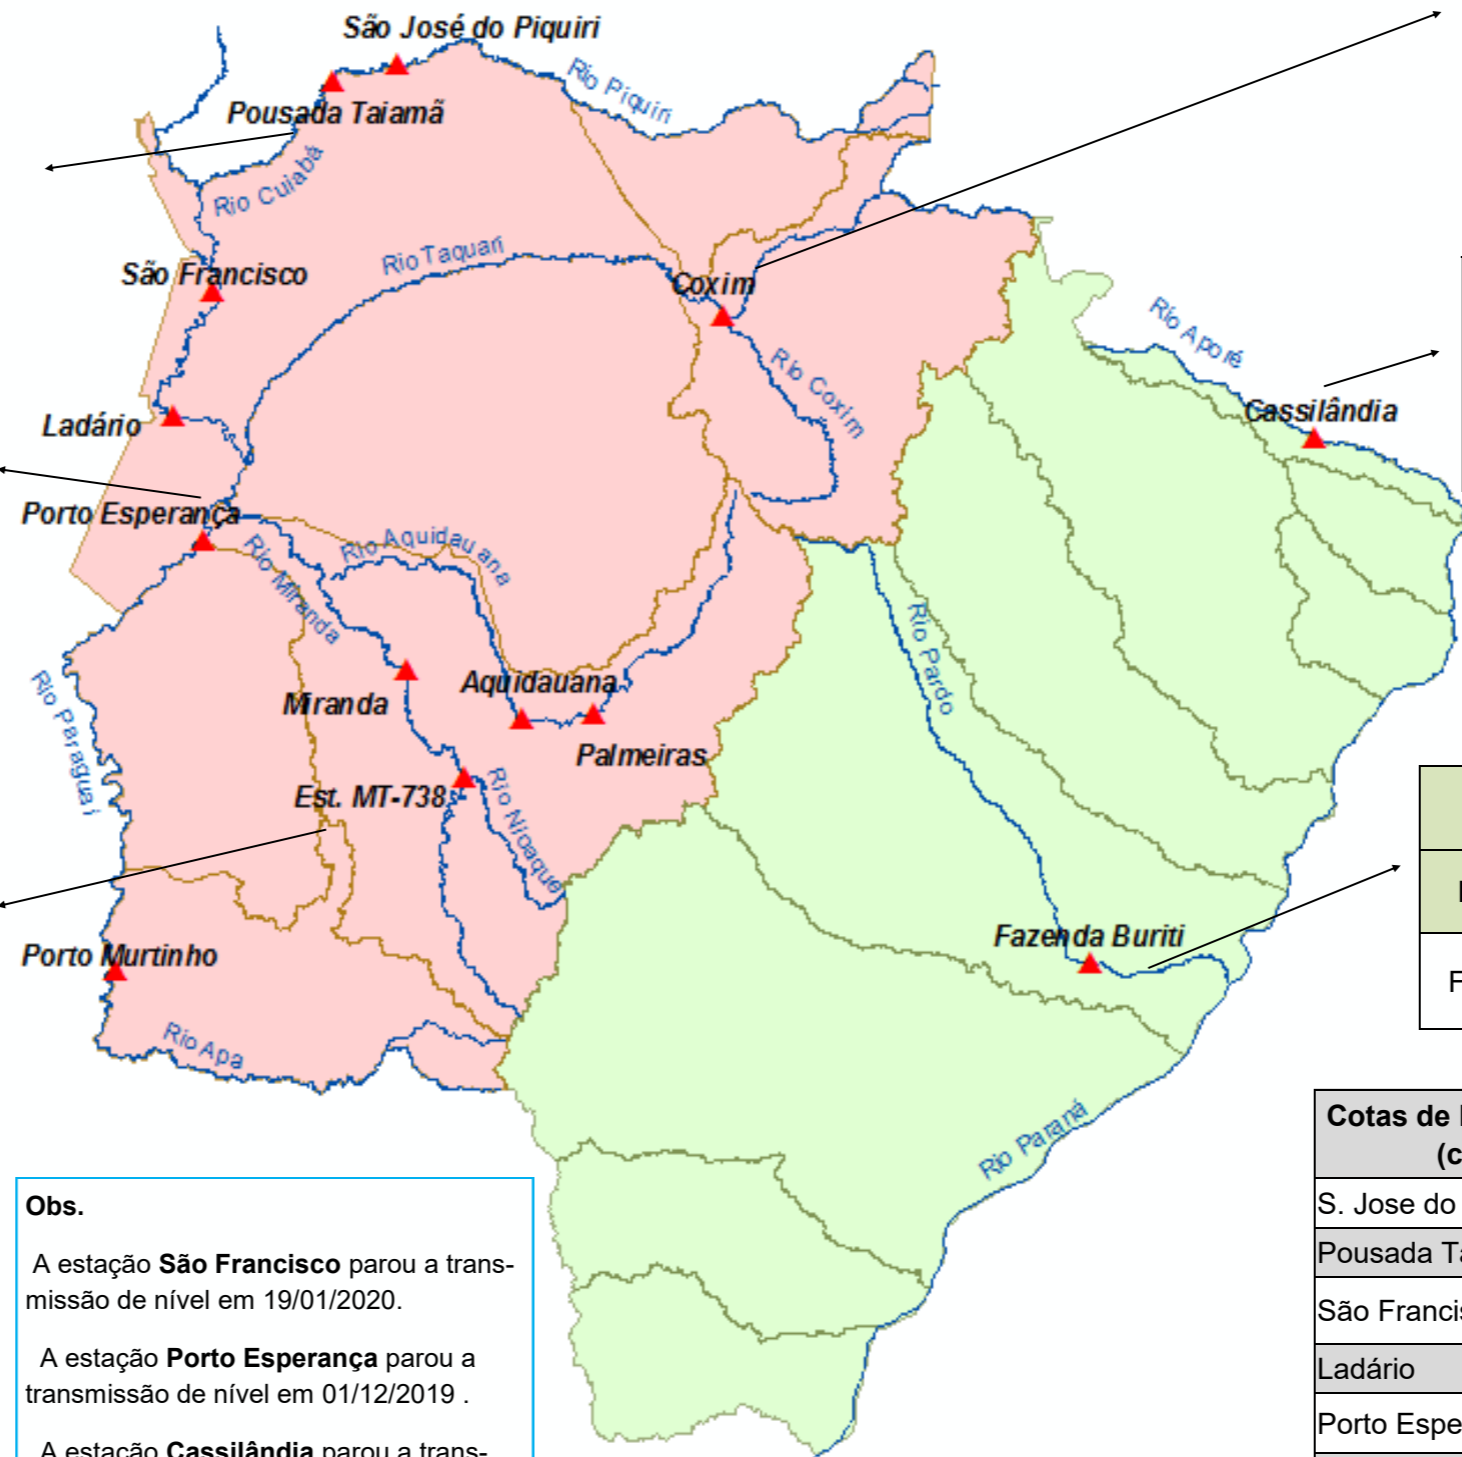 São José do Piquiri
Rio Piquiri
Pousada Taiamã
Rio Cuiabá
Rio Taquari
São Francisco
Coxim
Rio Aporé
Rio Coxim
Cassilândia
Ladário
Porto Esperança
Rio Aquidauana
Rio Miranda
Rio Pardo
Rio Paraguai
Aquidauana
Miranda
Palmeiras
Est. MT-738
Rio Nioaque
Fazenda Buriti
Porto Murtinho
Rio Apa
Rio Paraná
Obs.
A estação São Francisco parou a trans-
missão de nível em 19/01/2020.
A estação Porto Esperança parou a
transmissão de nível em 01/12/2019 .
A estação Cassilândia parou a trans-
F
Cotas de
(c
S. Jose do
Pousada Ta
São Francis
Ladário
Porto Espe